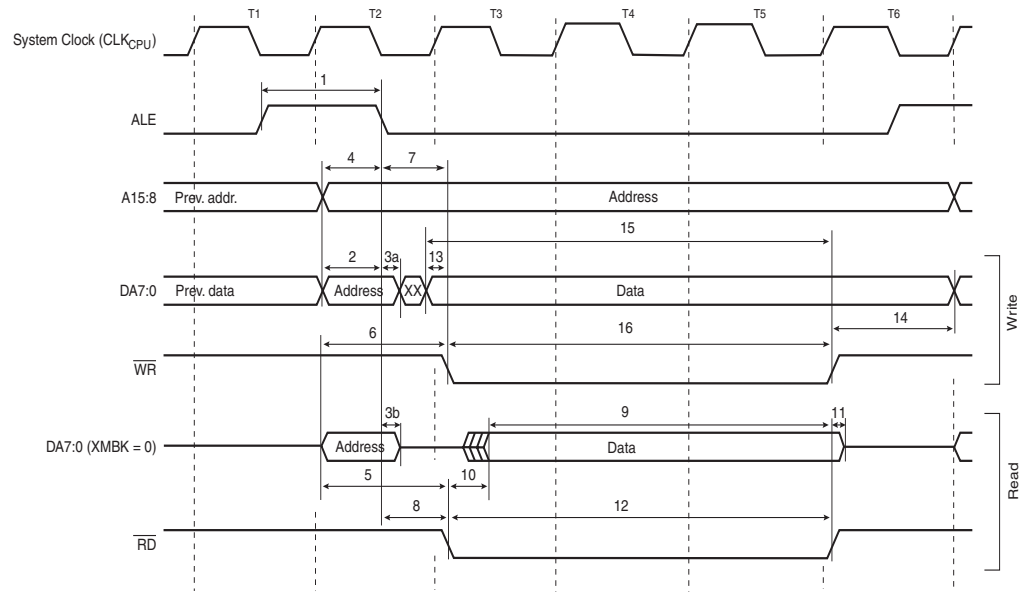 T1 T2 T3 T4 T5 T6
System Clock (CLKCPU)
1
ALE
4 7
A15:8 Prev. addr. Address
15
2 3a 13
DA7:0 Prev. data Address XX Data
14
6 16
WR
Write
3b 9 11
DA7:0 (XMBK = 0) Address Data
5 10
8 12
RD
Read